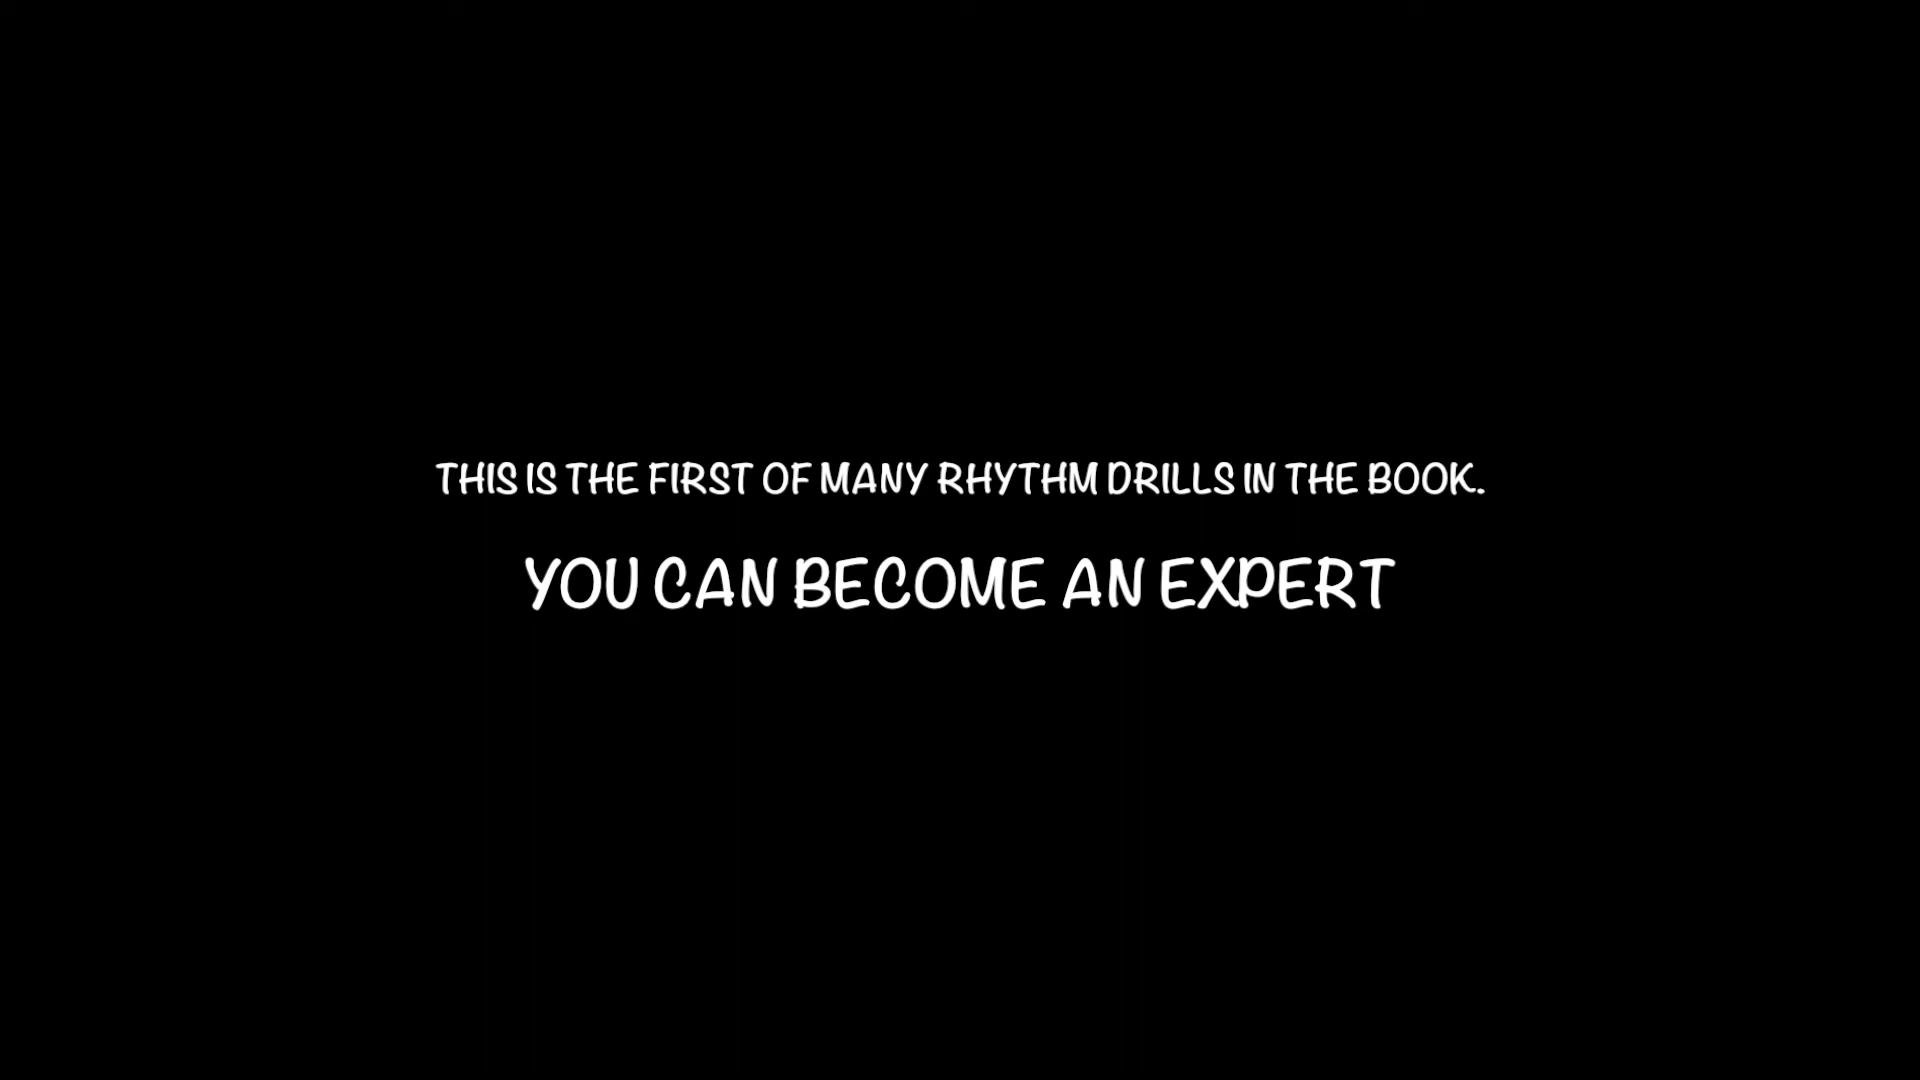 THIS IS THE FIRST OF MANY RHYTHM DRILLS IN THE BOOK.
YOU CAN BECOME AN EXPERT